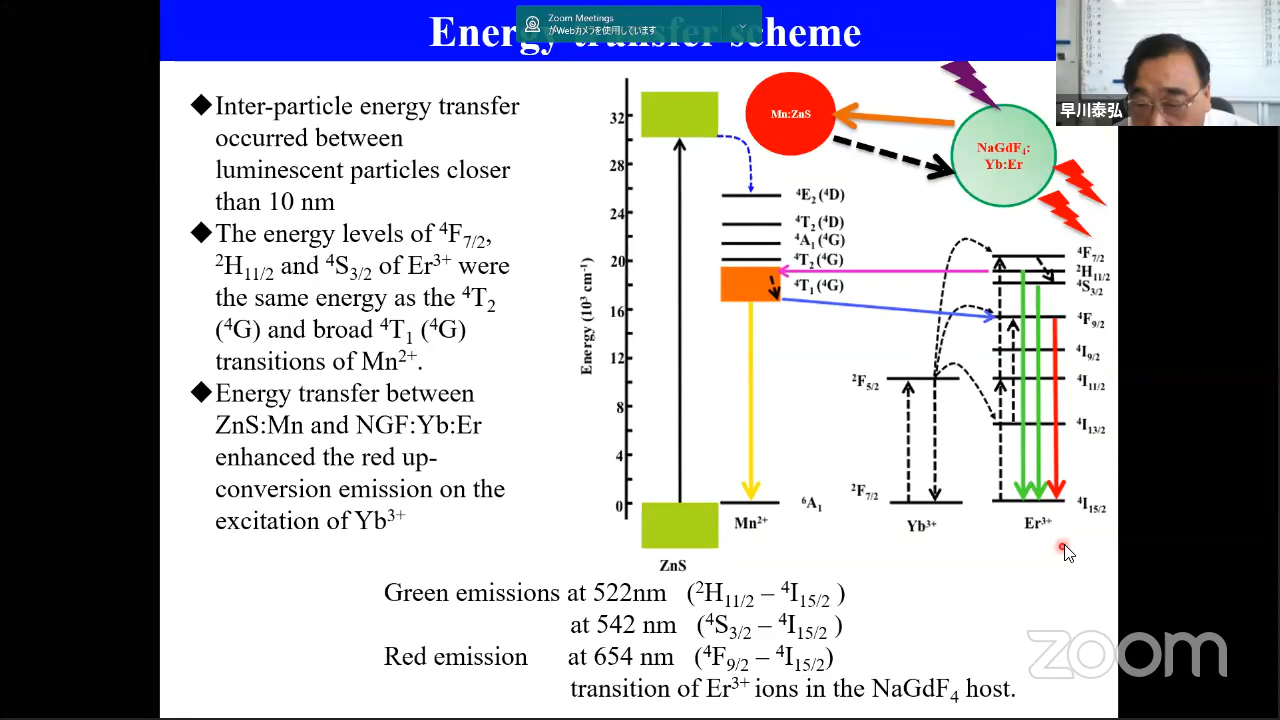 Zoom Meetings
がWebカメラを使用しています
Energy transfer scheme
早川泰弘
◆Inter-particle energy transfer
occurred between
luminescent particles closer
than 10 nm
◆The energy levels of ⁴F7/2,
²H11/2 and ⁴S3/2 of Er³⁺ were
the same energy as the ⁴T2
(⁴G) and broad ⁴T1 (⁴G)
transitions of Mn²⁺.
◆Energy transfer between
ZnS:Mn and NGF:Yb:Er
enhanced the red up-
conversion emission on the
excitation of Yb³⁺
Energy (10³ cm⁻¹)
32
28
24
20
16
12
8
4
0
Mn:ZnS
NaGdF4:
Yb:Er
⁴E2 (⁴D)
⁴T2 (⁴D)
⁴A1 (⁴G)
⁴T2 (⁴G)
⁴T1 (⁴G)
⁶A1
²F5/2
²F7/2
⁴F7/2
²H11/2
⁴S3/2
⁴F9/2
⁴I9/2
⁴I11/2
⁴I13/2
⁴I15/2
ZnS
Mn²⁺
Yb³⁺
Er³⁺
Green emissions at 522nm (²H11/2 – ⁴I15/2 )
at 542 nm (⁴S3/2 – ⁴I15/2 )
Red emission at 654 nm (⁴F9/2 – ⁴I15/2)
transition of Er³⁺ ions in the NaGdF4 host.
zoom